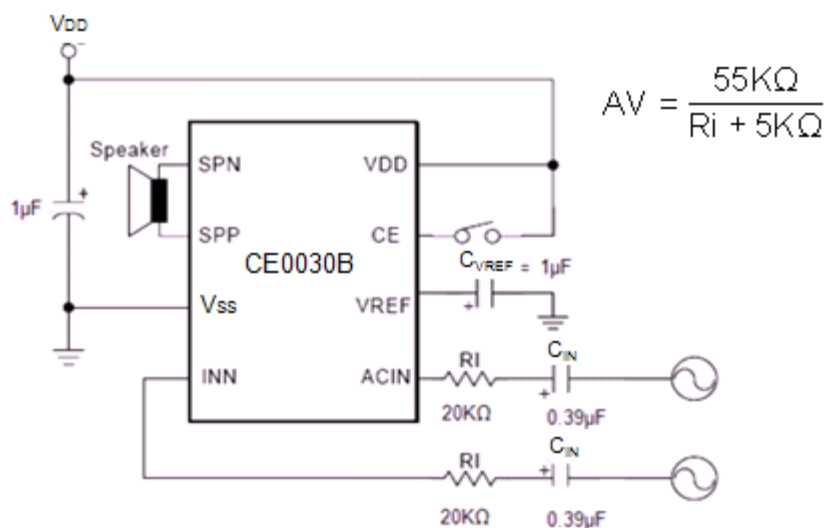 VDD
AV = 55KΩ / Ri + 5KΩ
Speaker
SPN
VDD
1μF
+
SPP
CE
CE0030B
CVREF = 1μF
Vss
VREF
+
INN
ACIN
RI
CIN
+
20KΩ
0.39μF
RI
CIN
+
20KΩ
0.39μF